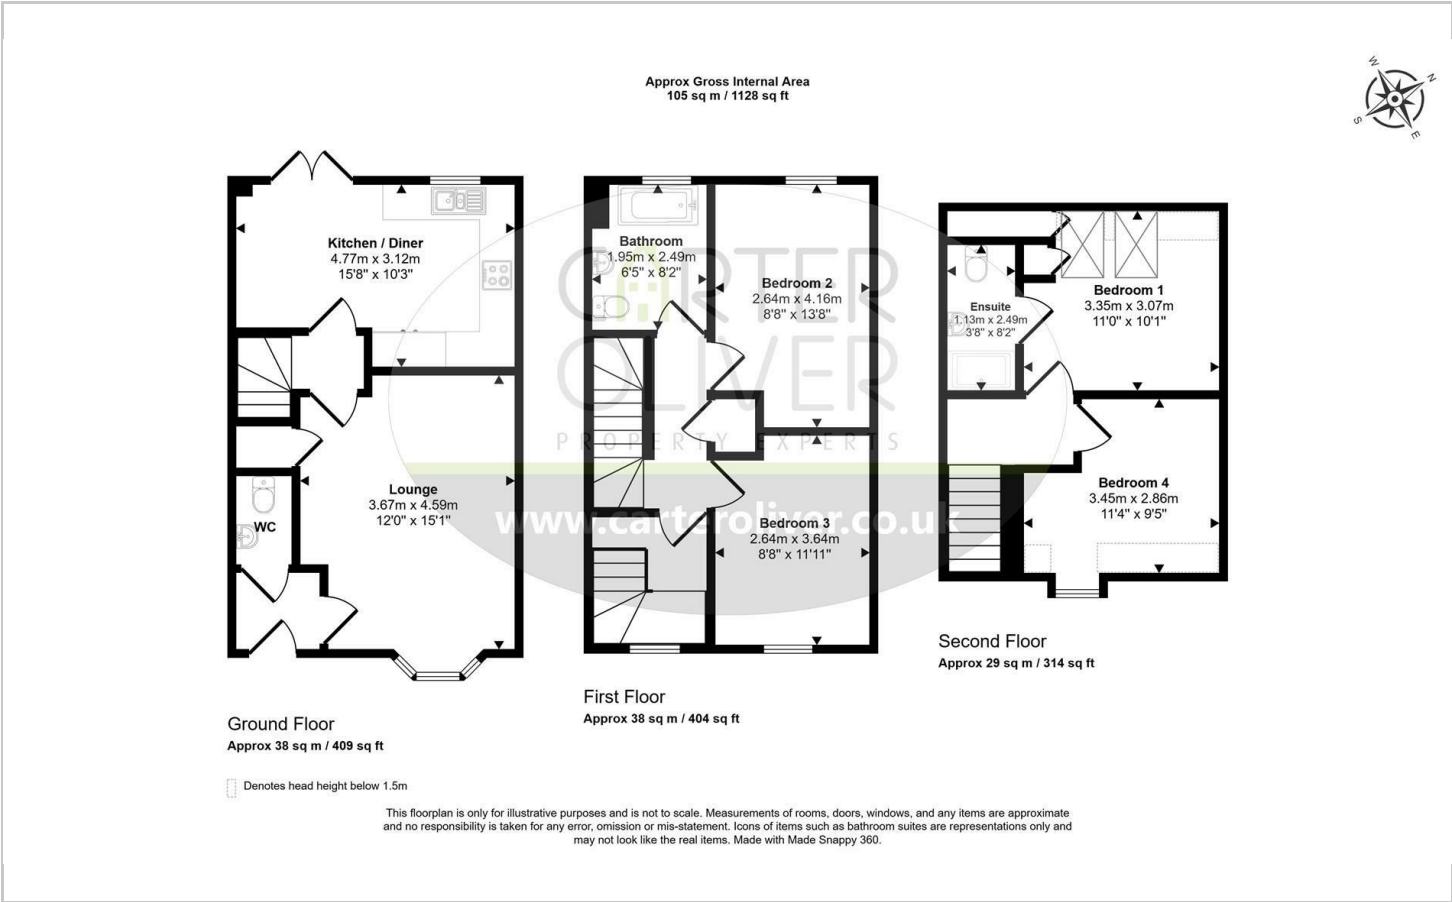 Approx Gross Internal Area
105 sq m / 1128 sq ft
W
N
S
E
Kitchen / Diner
4.77m x 3.12m
15'8" x 10'3"
Lounge
3.67m x 4.59m
12'0" x 15'1"
WC
Ground Floor
Approx 38 sq m / 409 sq ft
Bathroom
1.95m x 2.49m
6'5" x 8'2"
Bedroom 2
2.64m x 4.16m
8'8" x 13'8"
Bedroom 3
2.64m x 3.64m
8'8" x 11'11"
First Floor
Approx 38 sq m / 404 sq ft
Ensuite
1.13m x 2.49m
3'8" x 8'2"
Bedroom 1
3.35m x 3.07m
11'0" x 10'1"
Bedroom 4
3.45m x 2.86m
11'4" x 9'5"
Second Floor
Approx 29 sq m / 314 sq ft
CARTER
OLIVER
PROPERTY EXPERTS
www.carteroliver.co.uk
Denotes head height below 1.5m
This floorplan is only for illustrative purposes and is not to scale. Measurements of rooms, doors, windows, and any items are approximate
and no responsibility is taken for any error, omission or mis-statement. Icons of items such as bathroom suites are representations only and
may not look like the real items. Made with Made Snappy 360.